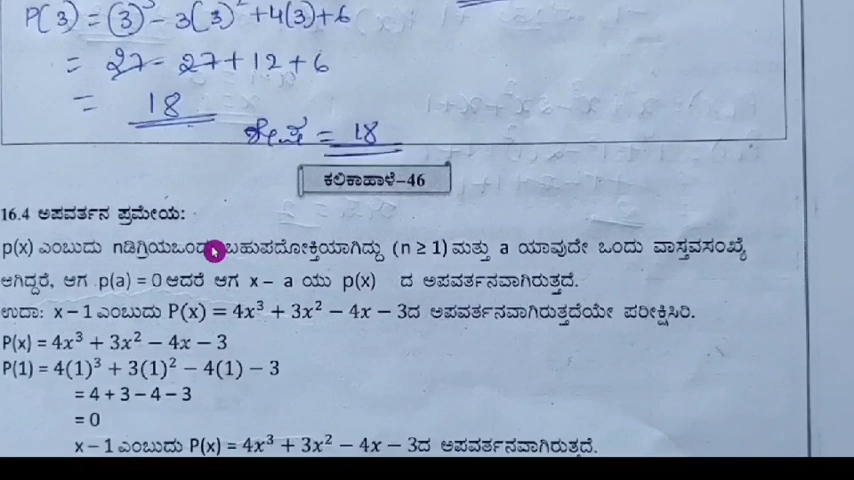 P(3) = (3)³ - 3(3)² + 4(3) + 6
= 27 - 27 + 12 + 6
= 18
ಶೇಷ = 18
ಕಲಿಕಾಹಾಳೆ-46
16.4 ಅಪವರ್ತನ ಪ್ರಮೇಯ:
p(x) ಎಂಬುದು nಡಿಗ್ರಿಯಒಂದು ಬಹುಪದೋಕ್ತಿಯಾಗಿದ್ದು (n ≥ 1) ಮತ್ತು a ಯಾವುದೇ ಒಂದು ವಾಸ್ತವಸಂಖ್ಯೆ
ಆಗಿದ್ದರೆ, ಆಗ p(a) = 0 ಆದರೆ ಆಗ x – a ಯು p(x) ದ ಅಪವರ್ತನವಾಗಿರುತ್ತದೆ.
ಉದಾ: x – 1 ಎಂಬುದು P(x) = 4x³ + 3x² – 4x – 3ದ ಅಪವರ್ತನವಾಗಿರುತ್ತದೆಯೇ ಪರೀಕ್ಷಿಸಿರಿ.
P(x) = 4x³ + 3x² – 4x – 3
P(1) = 4(1)³ + 3(1)² – 4(1) – 3
= 4 + 3 – 4 – 3
= 0
x – 1 ಎಂಬುದು P(x) = 4x³ + 3x² – 4x – 3ದ ಅಪವರ್ತನವಾಗಿರುತ್ತದೆ.